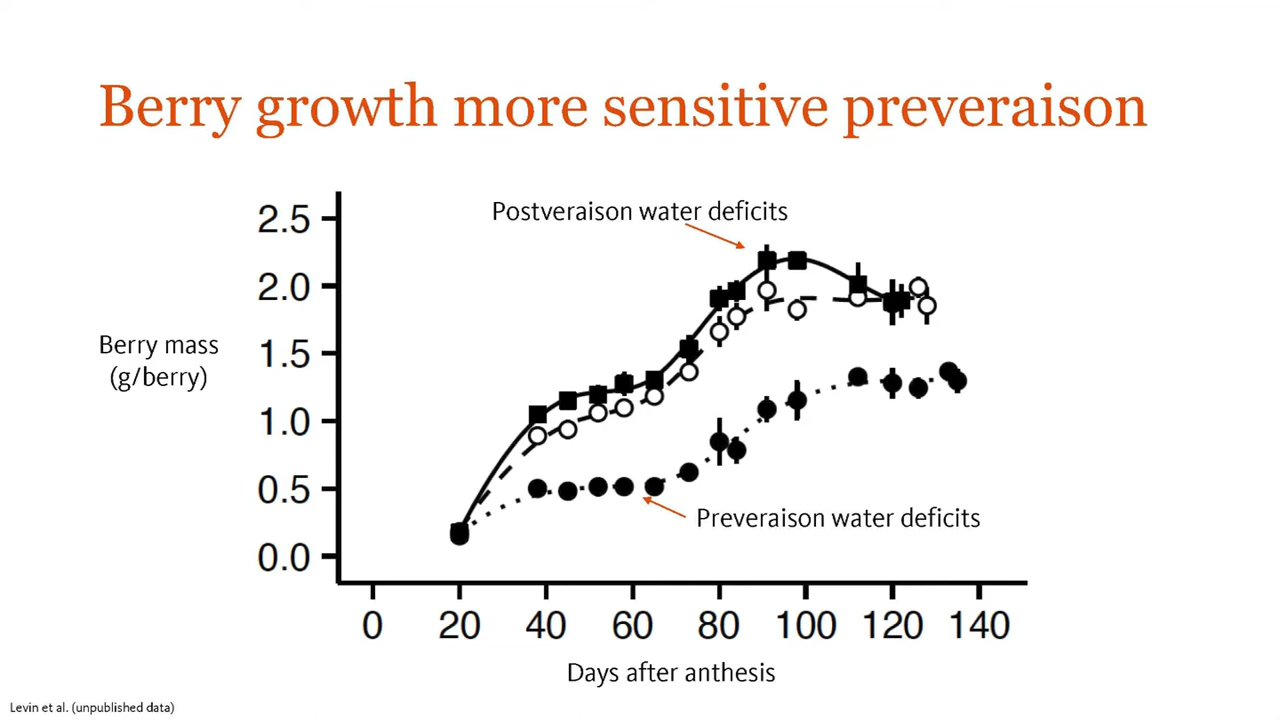 Berry growth more sensitive preveraison
Postveraison water deficits
2.5
2.0
1.5
1.0
0.5
0.0
Berry mass
(g/berry)
Preveraison water deficits
0 20 40 60 80 100 120 140
Days after anthesis
Levin et al. (unpublished data)